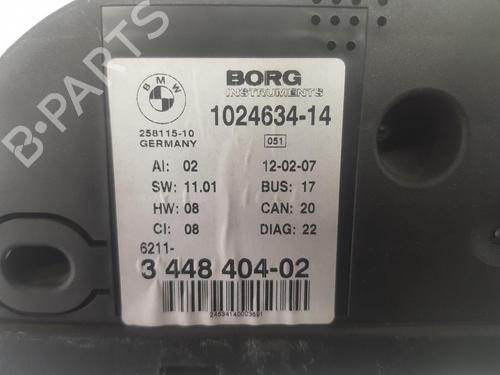 B-PARTS
BMW
BORG
INSTRUMENTS
258115-10
GERMANY
1024634-14
051
AI: 02 12-02-07
SW: 11.01 BUS: 17
HW: 08 CAN: 20
CI: 08 DIAG: 22
6211-
3 448 404-02
24634140003691